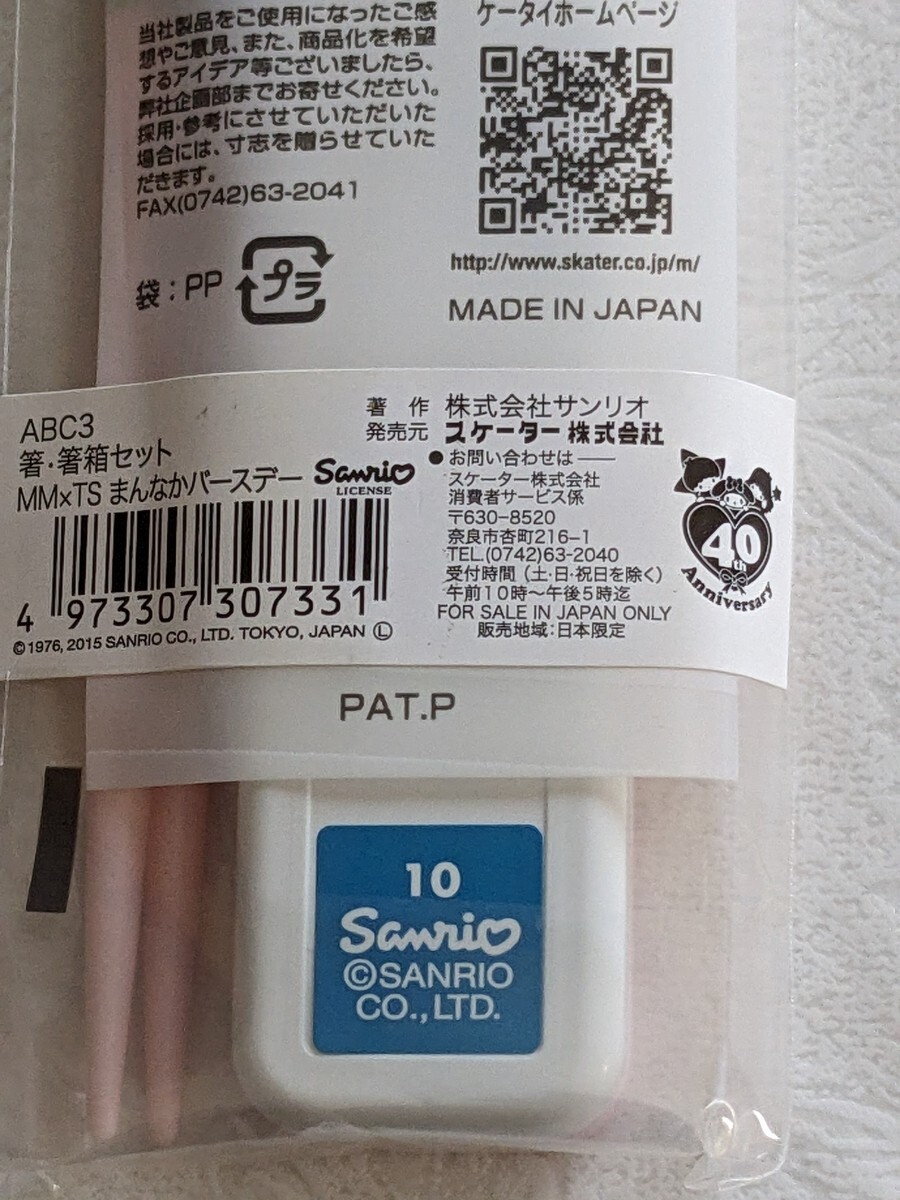 当社製品をご使用になったご感
想やご意見、また、商品化を希望
するアイデア等ございましたら、
弊社企画部までお寄せください。
採用・参考にさせていただいた
場合には、寸志を贈らせていた
だきます。
FAX(0742)63-2041
ケータイホームページ
http://www.skater.co.jp/m/
袋：PP
プラ
MADE IN JAPAN
ABC3
箸・箸箱セット
MM×TS まんなかバースデー
Sanrio
LICENSE
4 973307 307331
©1976, 2015 SANRIO CO., LTD. TOKYO, JAPAN Ⓛ
著 作 株式会社サンリオ
発売元 スケーター株式会社
●お問い合わせは
スケーター株式会社
消費者サービス係
〒630-8520
奈良市杏町216-1
TEL.(0742)63-2040
受付時間（土・日・祝日を除く）
午前10時〜午後5時迄
FOR SALE IN JAPAN ONLY
販売地域：日本限定
40th
Anniversary
PAT.P
10
Sanrio
©SANRIO
CO.,LTD.